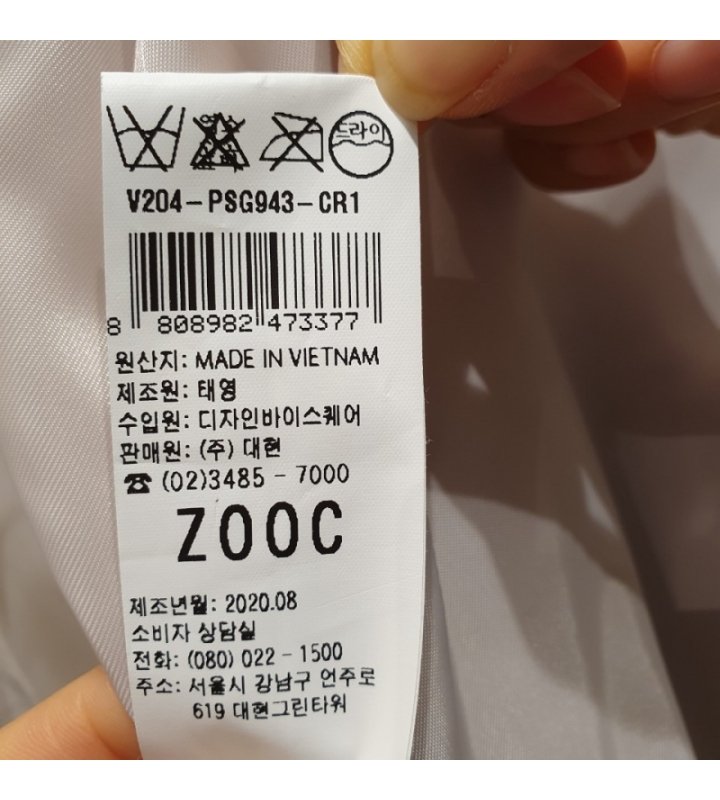 드라이
V204-PSG943-CR1
8 808982 473377
원산지: MADE IN VIETNAM
제조원: 태영
수입원: 디자인바이스퀘어
판매원: (주) 대현
☎ (02)3485-7000
ZOOC
제조년월: 2020.08
소비자 상담실
전화: (080) 022-1500
주소: 서울시 강남구 언주로
619 대현그린타워